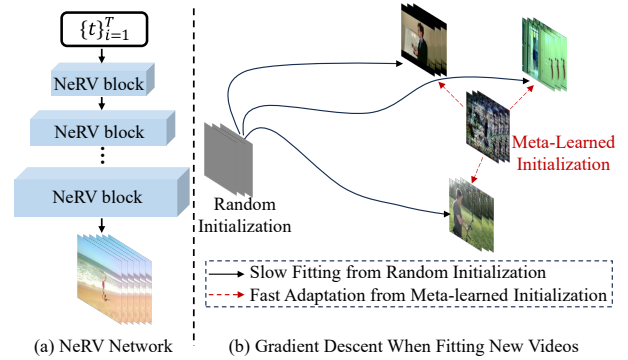 {t}_{i=1}^{T}
NeRV block
NeRV block
NeRV block
(a) NeRV Network
Random
Initialization
Meta-Learned
Initialization
Slow Fitting from Random Initialization
Fast Adaptation from Meta-learned Initialization
(b) Gradient Descent When Fitting New Videos